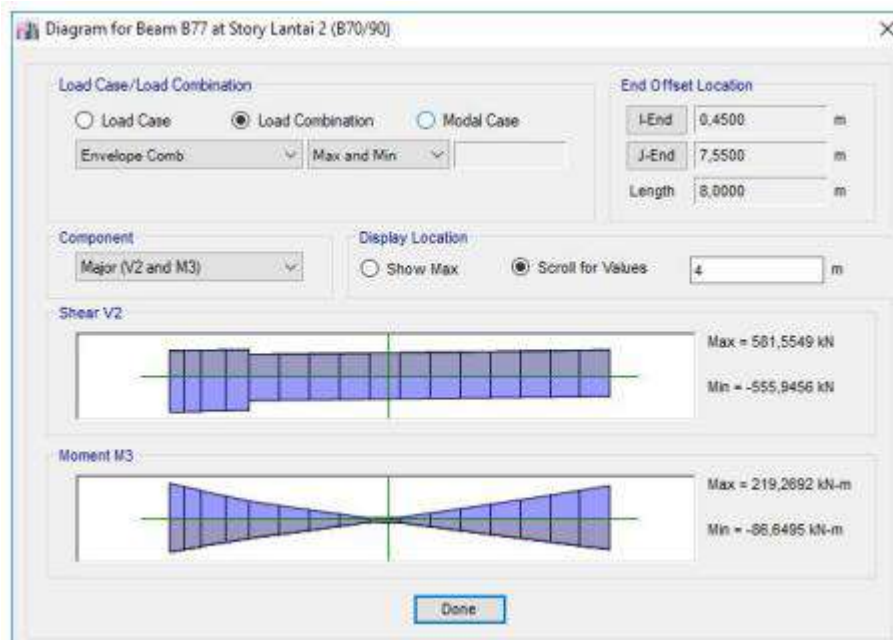 Diagram for Beam B77 at Story Lantai 2 (B70/90)
Load Case/Load Combination
Load Case
Load Combination
Modal Case
Envelope Comb
Max and Min
End Offset Location
I-End
0,4500
m
J-End
7,5500
m
Length
8,0000
m
Component
Major (V2 and M3)
Display Location
Show Max
Scroll for Values
4
m
Shear V2
Max = 581,5549 kN
Min = -555,9456 kN
Moment M3
Max = 219,2692 kN-m
Min = -86,6495 kN-m
Done